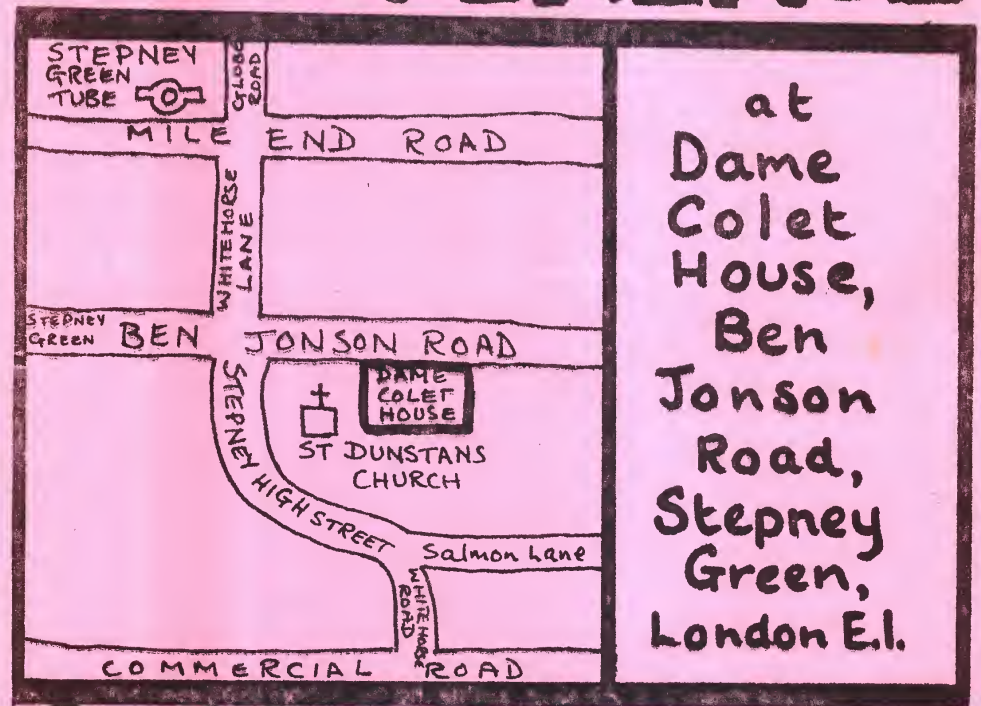 STEPNEY
GREEN
TUBE
GLOBE
ROAD
MILE END ROAD
WHITEHORSE
LANE
STEPNEY
GREEN
BEN JONSON ROAD
DAME
COLET
HOUSE
ST DUNSTANS
CHURCH
STEPNEY HIGH STREET
Salmon Lane
WHITEHORSE
ROAD
COMMERCIAL ROAD
at
Dame
Colet
House,
Ben
Jonson
Road,
Stepney
Green,
London E.1.